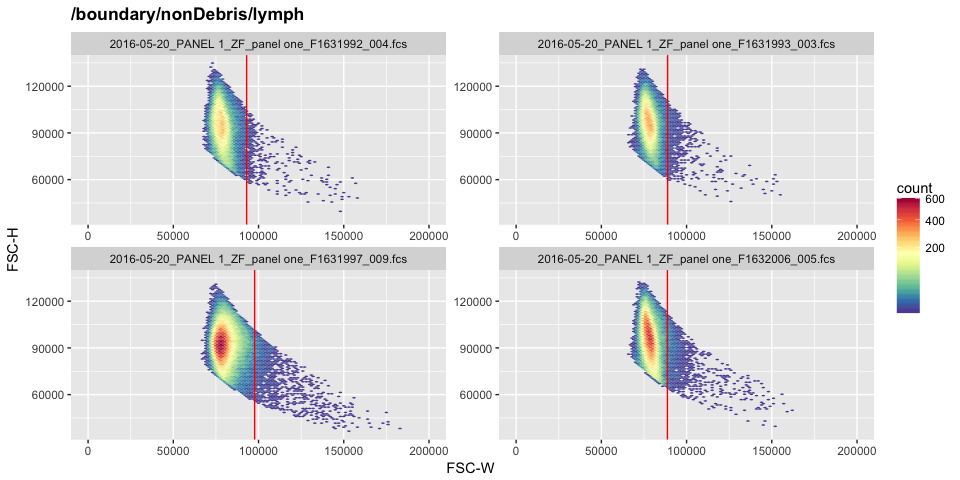 /boundary/nonDebris/lymph
2016-05-20_PANEL 1_ZF_panel one_F1631992_004.fcs
2016-05-20_PANEL 1_ZF_panel one_F1631993_003.fcs
120000
90000
60000
0 50000 100000 150000 200000
120000
90000
60000
0 50000 100000 150000 200000
2016-05-20_PANEL 1_ZF_panel one_F1631997_009.fcs
2016-05-20_PANEL 1_ZF_panel one_F1632006_005.fcs
120000
90000
60000
0 50000 100000 150000 200000
120000
90000
60000
0 50000 100000 150000 200000
FSC-H
FSC-W
count
600
400
200